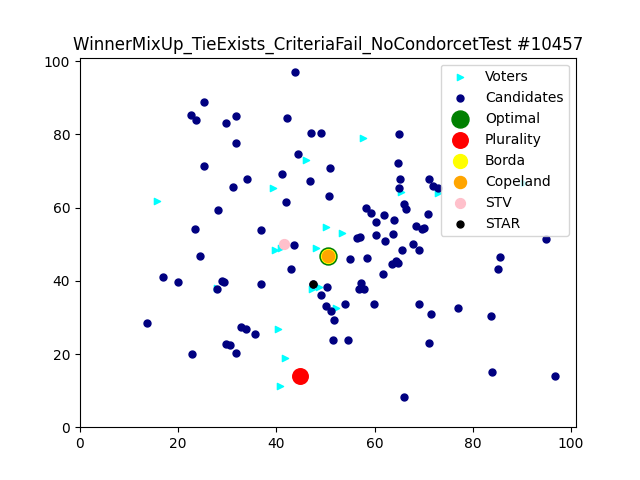 WinnerMixUp_TieExists_CriteriaFail_NoCondorcetTest #10457
100
80
60
40
20
0
0
20
40
60
80
100
Voters
Candidates
Optimal
Plurality
Borda
Copeland
STV
STAR